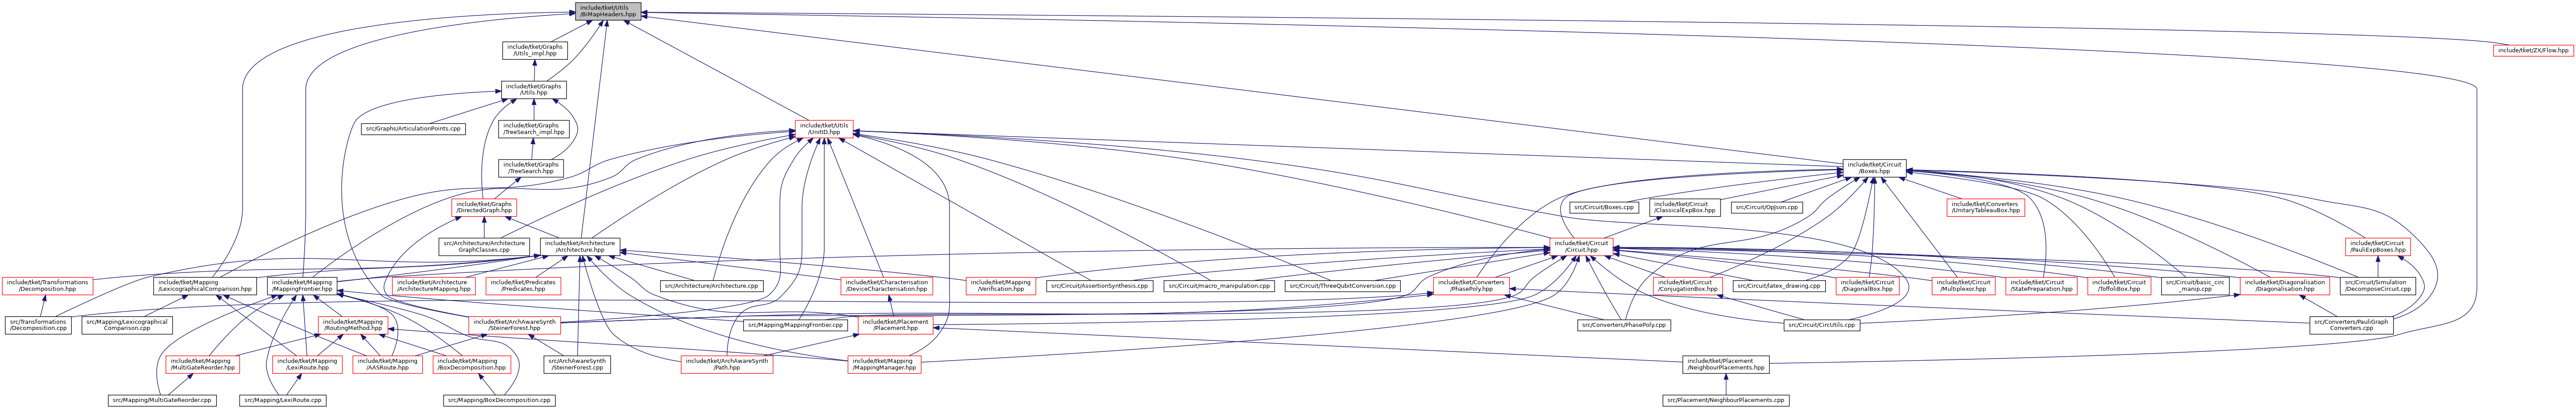 include/tket/Utils
/BiMapHeaders.hpp
include/tket/Graphs
/Utils_impl.hpp
include/tket/ZX/Flow.hpp
include/tket/Graphs
/Utils.hpp
src/Graphs/ArticulationPoints.cpp
include/tket/Graphs
/TreeSearch_impl.hpp
include/tket/Utils
/UnitID.hpp
include/tket/Graphs
/TreeSearch.hpp
include/tket/Circuit
/Boxes.hpp
include/tket/Graphs
/DirectedGraph.hpp
src/Circuit/Boxes.cpp
include/tket/Circuit
/ClassicalExpBox.hpp
src/Circuit/OpJson.cpp
include/tket/Converters
/UnitaryTableauBox.hpp
src/Architecture/Architecture
GraphClasses.cpp
include/tket/Architecture
/Architecture.hpp
include/tket/Circuit
/Circuit.hpp
include/tket/Circuit
/PauliExpBoxes.hpp
include/tket/Transformations
/Decomposition.hpp
include/tket/Mapping
/LexicographicalComparison.hpp
include/tket/Mapping
/MappingFrontier.hpp
include/tket/Architecture
/ArchitectureMapping.hpp
include/tket/Predicates
/Predicates.hpp
src/Architecture/Architecture.cpp
include/tket/Characterisation
/DeviceCharacterisation.hpp
include/tket/Mapping
/Verification.hpp
src/Circuit/AssertionSynthesis.cpp
src/Circuit/macro_manipulation.cpp
src/Circuit/ThreeQubitConversion.cpp
include/tket/Converters
/PhasePoly.hpp
include/tket/Circuit
/ConjugationBox.hpp
src/Circuit/latex_drawing.cpp
include/tket/Circuit
/DiagonalBox.hpp
include/tket/Circuit
/Multiplexor.hpp
include/tket/Circuit
/StatePreparation.hpp
include/tket/Circuit
/ToffoliBox.hpp
src/Circuit/basic_circ
_manip.cpp
include/tket/Diagonalisation
/Diagonalisation.hpp
src/Circuit/Simulation
/DecomposeCircuit.cpp
src/Transformations
/Decomposition.cpp
src/Mapping/Lexicographical
Comparison.cpp
include/tket/Mapping
/RoutingMethod.hpp
include/tket/ArchAwareSynth
/SteinerForest.hpp
src/Mapping/MappingFrontier.cpp
include/tket/Placement
/Placement.hpp
src/Converters/PhasePoly.cpp
src/Circuit/CircUtils.cpp
src/Converters/PauliGraph
Converters.cpp
include/tket/Mapping
/MultiGateReorder.hpp
include/tket/Mapping
/LexiRoute.hpp
include/tket/Mapping
/AASRoute.hpp
include/tket/Mapping
/BoxDecomposition.hpp
src/ArchAwareSynth
/SteinerForest.cpp
include/tket/ArchAwareSynth
/Path.hpp
include/tket/Mapping
/MappingManager.hpp
include/tket/Placement
/NeighbourPlacements.hpp
src/Mapping/MultiGateReorder.cpp
src/Mapping/LexiRoute.cpp
src/Mapping/BoxDecomposition.cpp
src/Placement/NeighbourPlacements.cpp